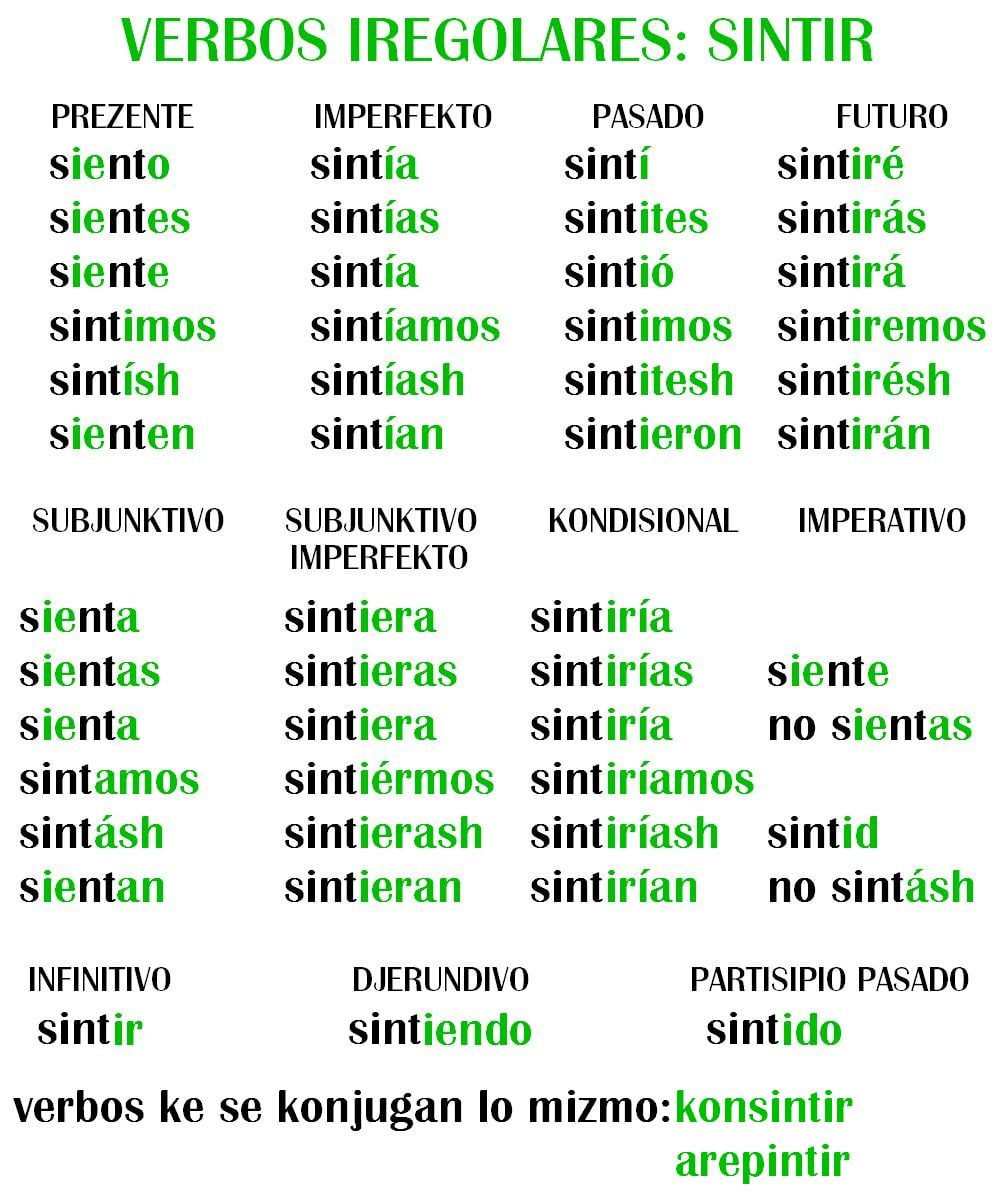 VERBOS IREGOLARES: SINTIR
PREZENTE IMPERFEKTO PASADO FUTURO
siento sintía sintí sintiré
sientes sintías sintites sintirás
siente sintía sintió sintirá
sintimos sintíamos sintimos sintiremos
sintísh sintíash sintitesh sintirésh
sienten sintían sintieron sintirán
SUBJUNKTIVO SUBJUNKTIVO KONDISIONAL IMPERATIVO
IMPERFEKTO
sienta sintiera sintiría
sientas sintieras sintirías siente
sienta sintiera sintiría no sientas
sintamos sintiérmos sintiríamos
sintásh sintierash sintiríash sintid
sientan sintieran sintirían no sintásh
INFINITIVO DJERUNDIVO PARTISIPIO PASADO
sintir sintiendo sintido
verbos ke se konjugan lo mizmo:konsintir
arepintir